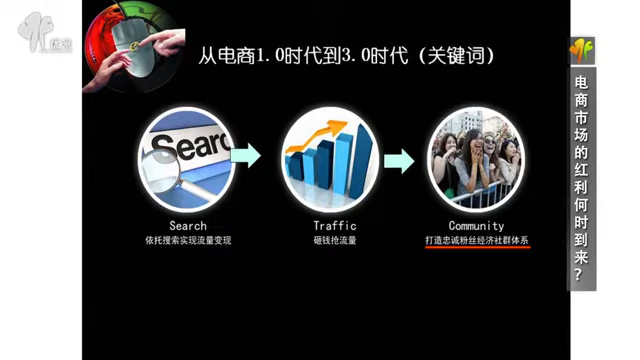 从电商1.0时代到3.0时代（关键词）
Searc
Search
依托搜索实现流量变现
Traffic
砸钱抢流量
Community
打造忠诚粉丝经济社群体系
电商市场的红利何时到来？